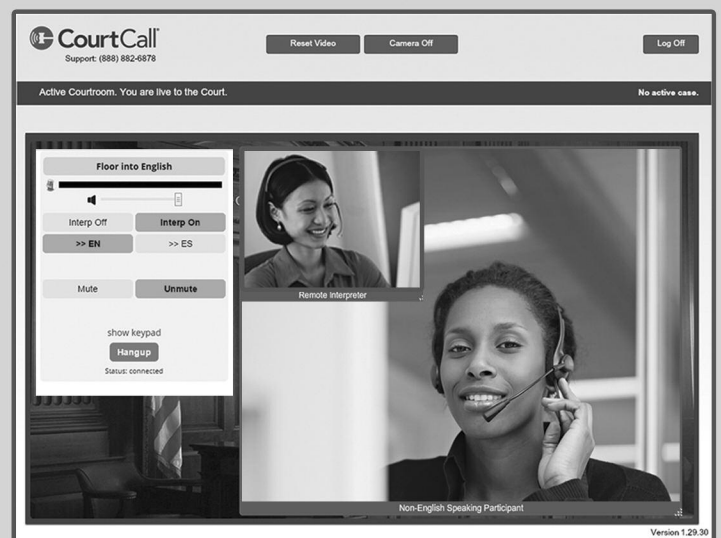 CourtCall
Support: (888) 882-6878
Reset Video
Camera Off
Log Off
Active Courtroom. You are live to the Court.
No active case.
Floor into English
Interp Off
Interp On
>> EN
>> ES
Mute
Unmute
show keypad
Hangup
Status: connected
Remote Interpreter
Non-English Speaking Participant
Version 1.29.30